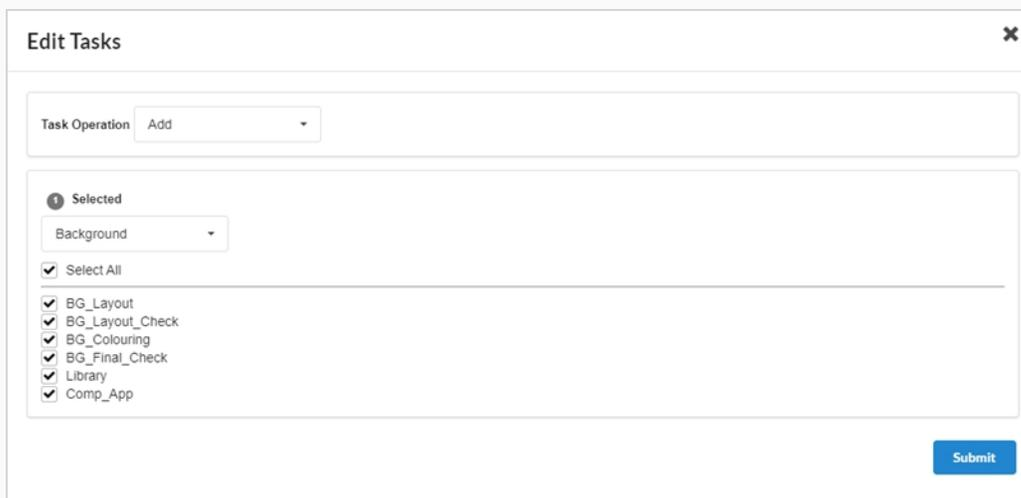 Edit Tasks
Task Operation Add
1 Selected
Background
Select All
BG_Layout
BG_Layout_Check
BG_Colouring
BG_Final_Check
Library
Comp_App
Submit